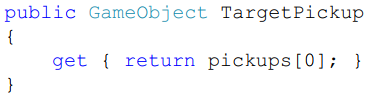 public GameObject TargetPickup
{
    get { return pickups[0]; }
}